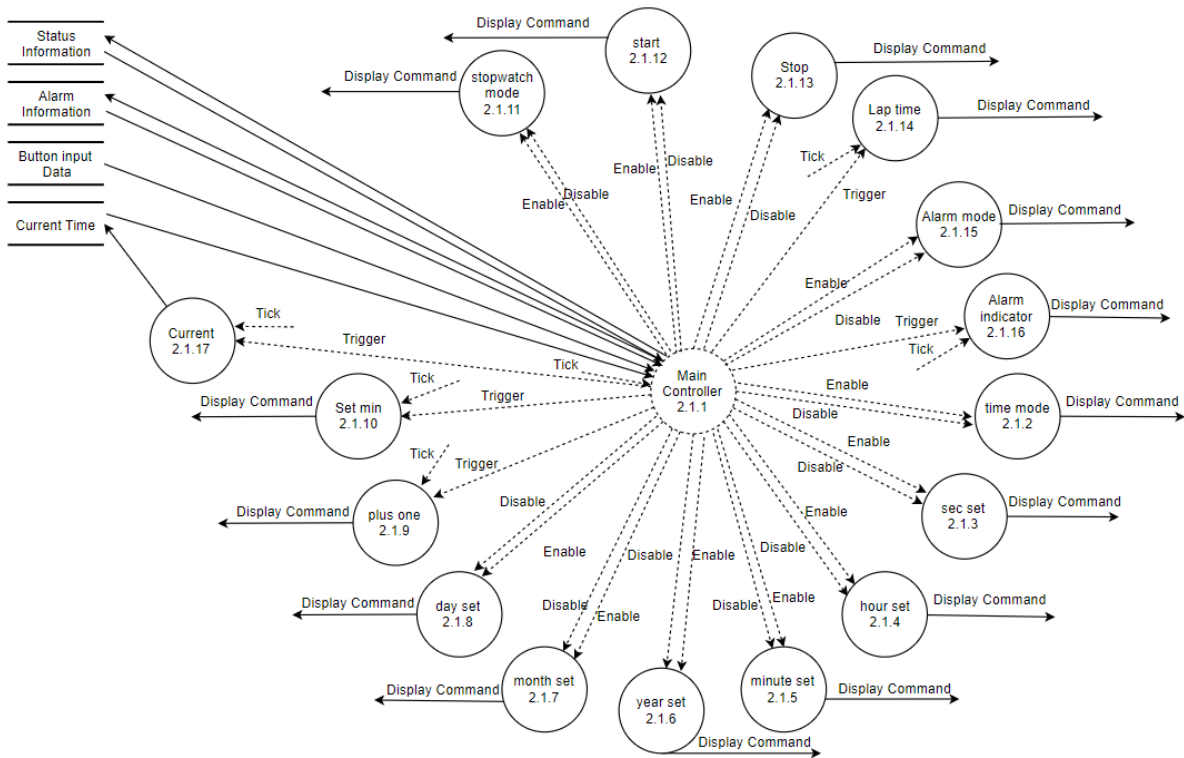 Status
Information
Alarm
Information
Button input
Data
Current Time
Display Command
start
2.1.12
Display Command
stopwatch
mode
2.1.11
Stop
2.1.13
Display Command
Lap time
2.1.14
Display Command
Tick
Trigger
Enable
Disable
Enable
Disable
Enable
Disable
Alarm mode
2.1.15
Display Command
Enable
Disable
Alarm
indicator
2.1.16
Display Command
Trigger
Tick
Current
2.1.17
Tick
Trigger
Tick
Main
Controller
2.1.1
Enable
Disable
time mode
2.1.2
Display Command
Set min
2.1.10
Display Command
Tick
Trigger
Enable
Disable
sec set
2.1.3
Display Command
plus one
2.1.9
Display Command
Tick
Trigger
Enable
Disable
hour set
2.1.4
Display Command
Disable
Enable
day set
2.1.8
Display Command
Disable
Enable
month set
2.1.7
Display Command
Disable
Enable
year set
2.1.6
Display Command
Disable
Enable
minute set
2.1.5
Display Command